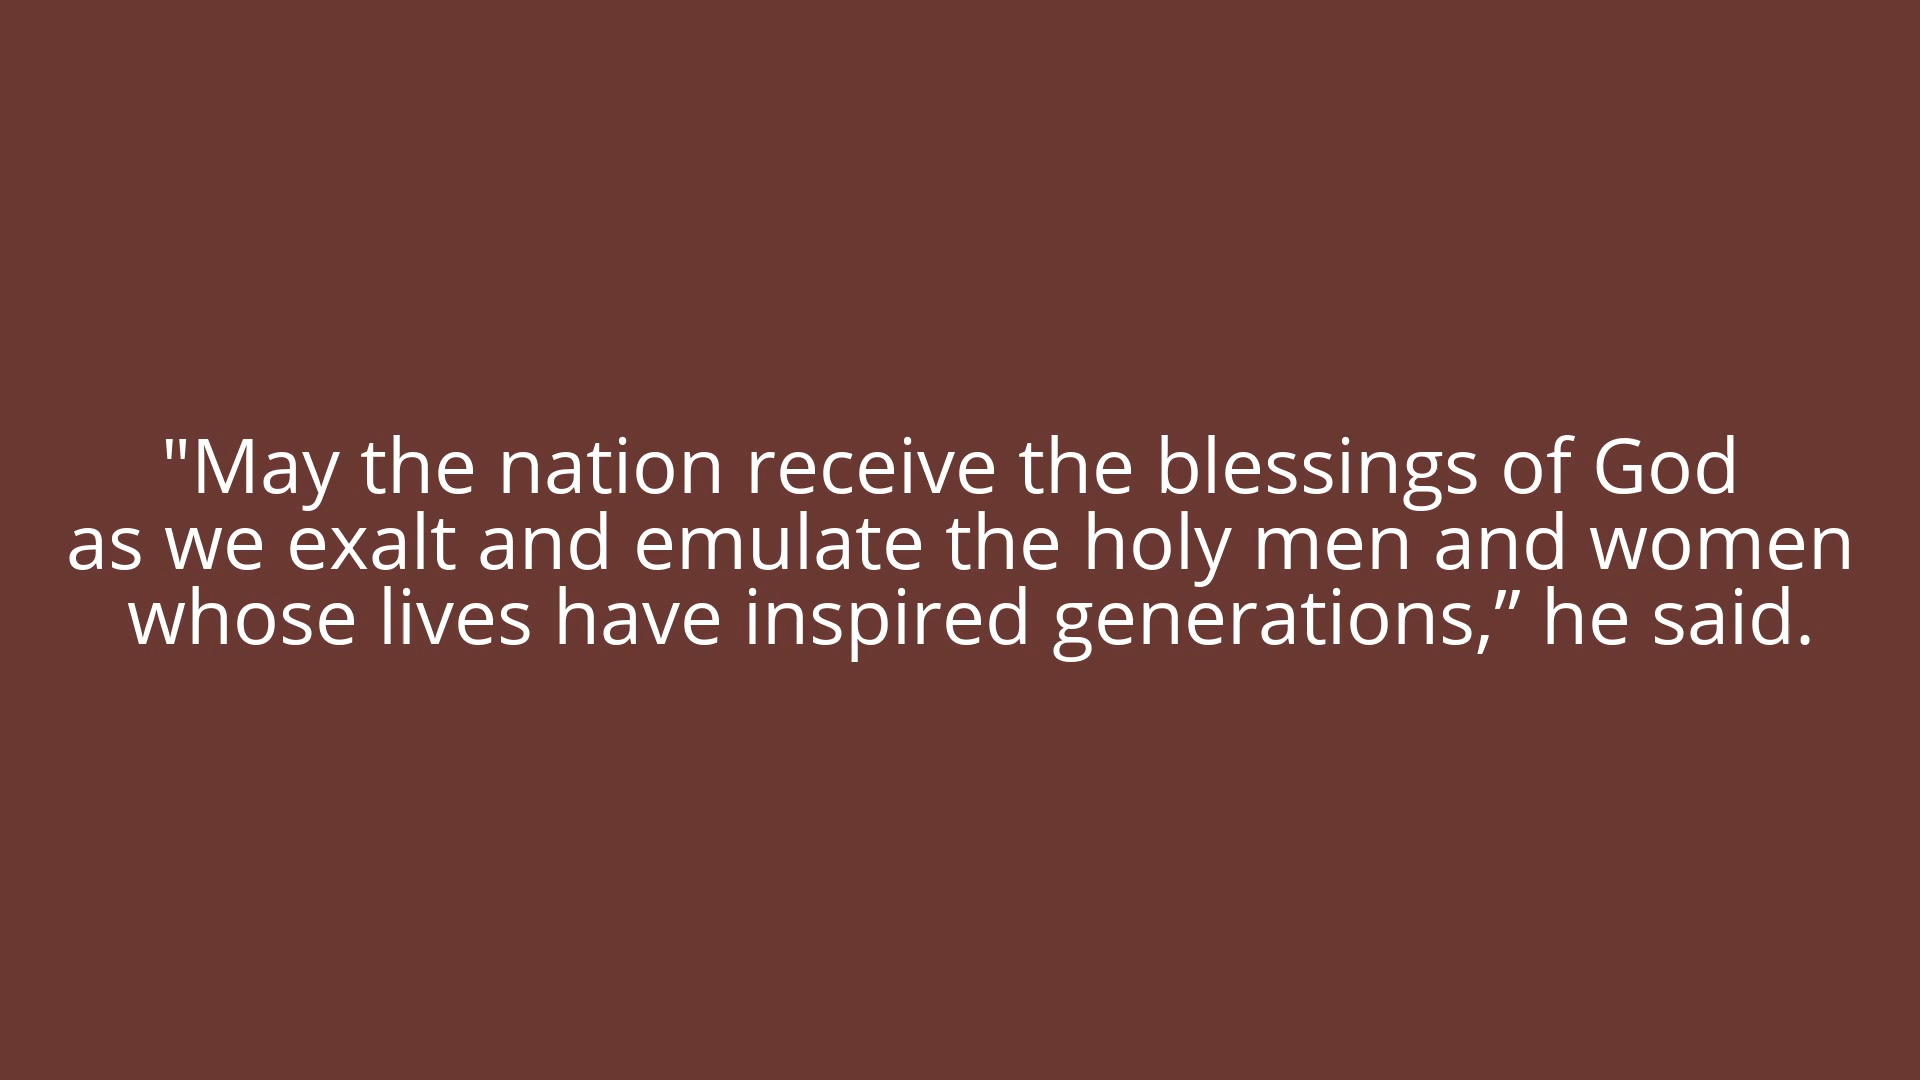 "May the nation receive the blessings of God
as we exalt and emulate the holy men and women
whose lives have inspired generations,” he said.